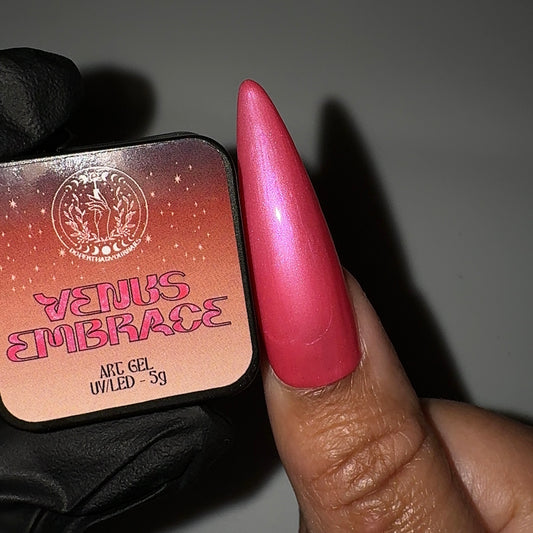 VENUS
EMBRACE
ART GEL
UV/LED - 5g